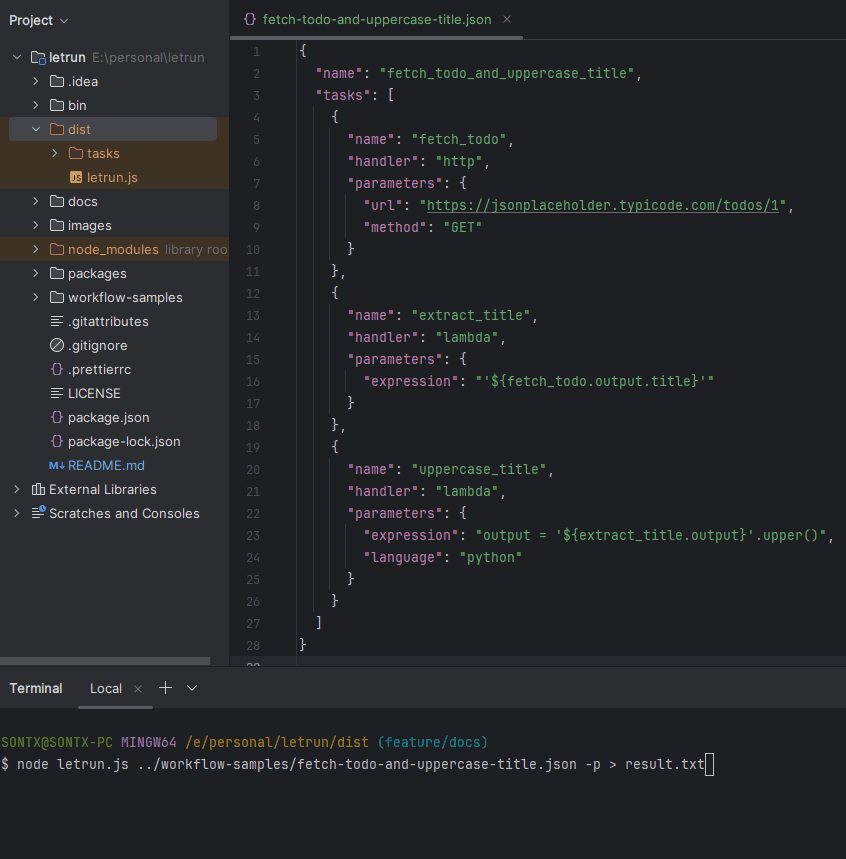 Project
letrun E:\personal\letrun
.idea
bin
dist
tasks
JS letrun.js
docs
images
node_modules library roo
packages
workflow-samples
.gitattributes
.gitignore
{} .prettierrc
LICENSE
{} package.json
{} package-lock.json
M↓ README.md
External Libraries
Scratches and Consoles
{} fetch-todo-and-uppercase-title.json ×
1 {
2 "name": "fetch_todo_and_uppercase_title",
3 "tasks": [
4 {
5 "name": "fetch_todo",
6 "handler": "http",
7 "parameters": {
8 "url": "https://jsonplaceholder.typicode.com/todos/1",
9 "method": "GET"
10 }
11 },
12 {
13 "name": "extract_title",
14 "handler": "lambda",
15 "parameters": {
16 "expression": "'${fetch_todo.output.title}'"
17 }
18 },
19 {
20 "name": "uppercase_title",
21 "handler": "lambda",
22 "parameters": {
23 "expression": "output = '${extract_title.output}'.upper()",
24 "language": "python"
25 }
26 }
27 ]
28 }
29
Terminal Local × +
SONTX@SONTX-PC MINGW64 /e/personal/letrun/dist (feature/docs)
$ node letrun.js ../workflow-samples/fetch-todo-and-uppercase-title.json -p > result.txt